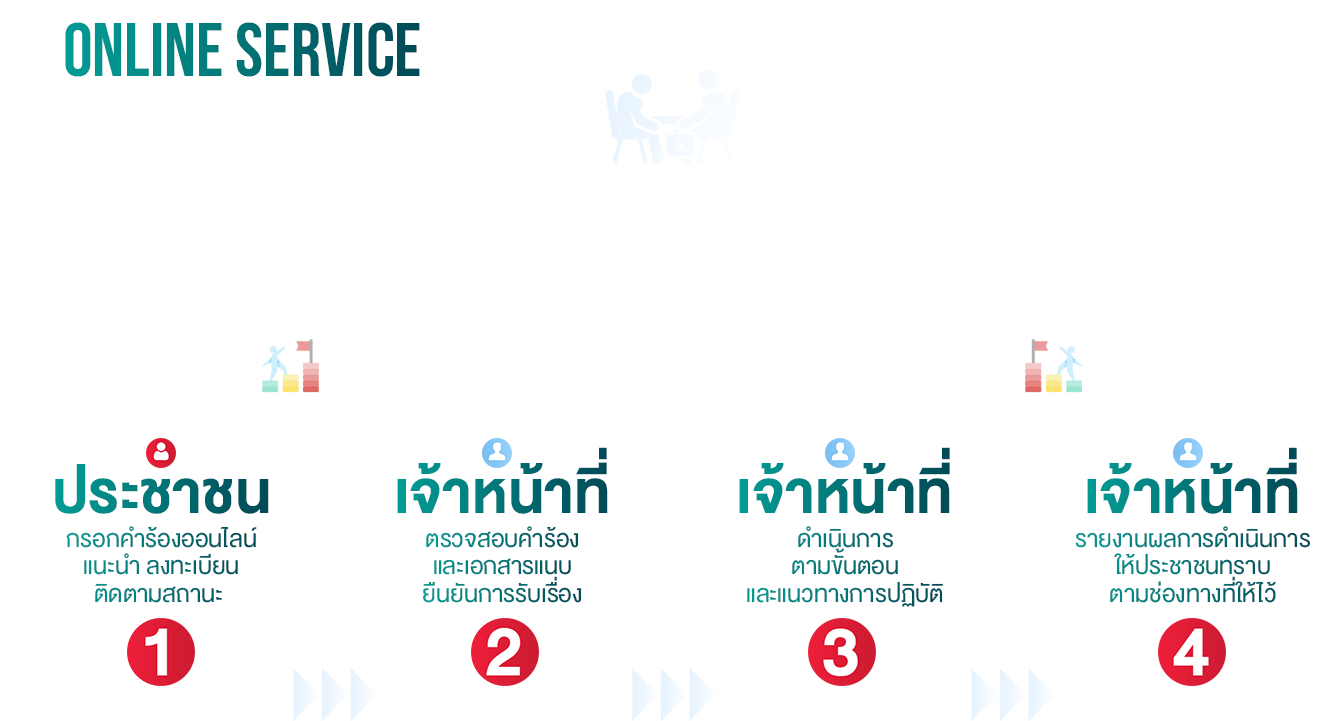 ONLINE SERVICE
ประชาชน
กรอกคำร้องออนไลน์
แนะนำ ลงทะเบียน
ติดตามสถานะ
1
เจ้าหน้าที่
ตรวจสอบคำร้อง
และเอกสารแนบ
ยืนยันการรับเรื่อง
2
เจ้าหน้าที่
ดำเนินการ
ตามขั้นตอน
และแนวทางการปฏิบัติ
3
เจ้าหน้าที่
รายงานผลการดำเนินการ
ให้ประชาชนทราบ
ตามช่องทางที่ให้ไว้
4